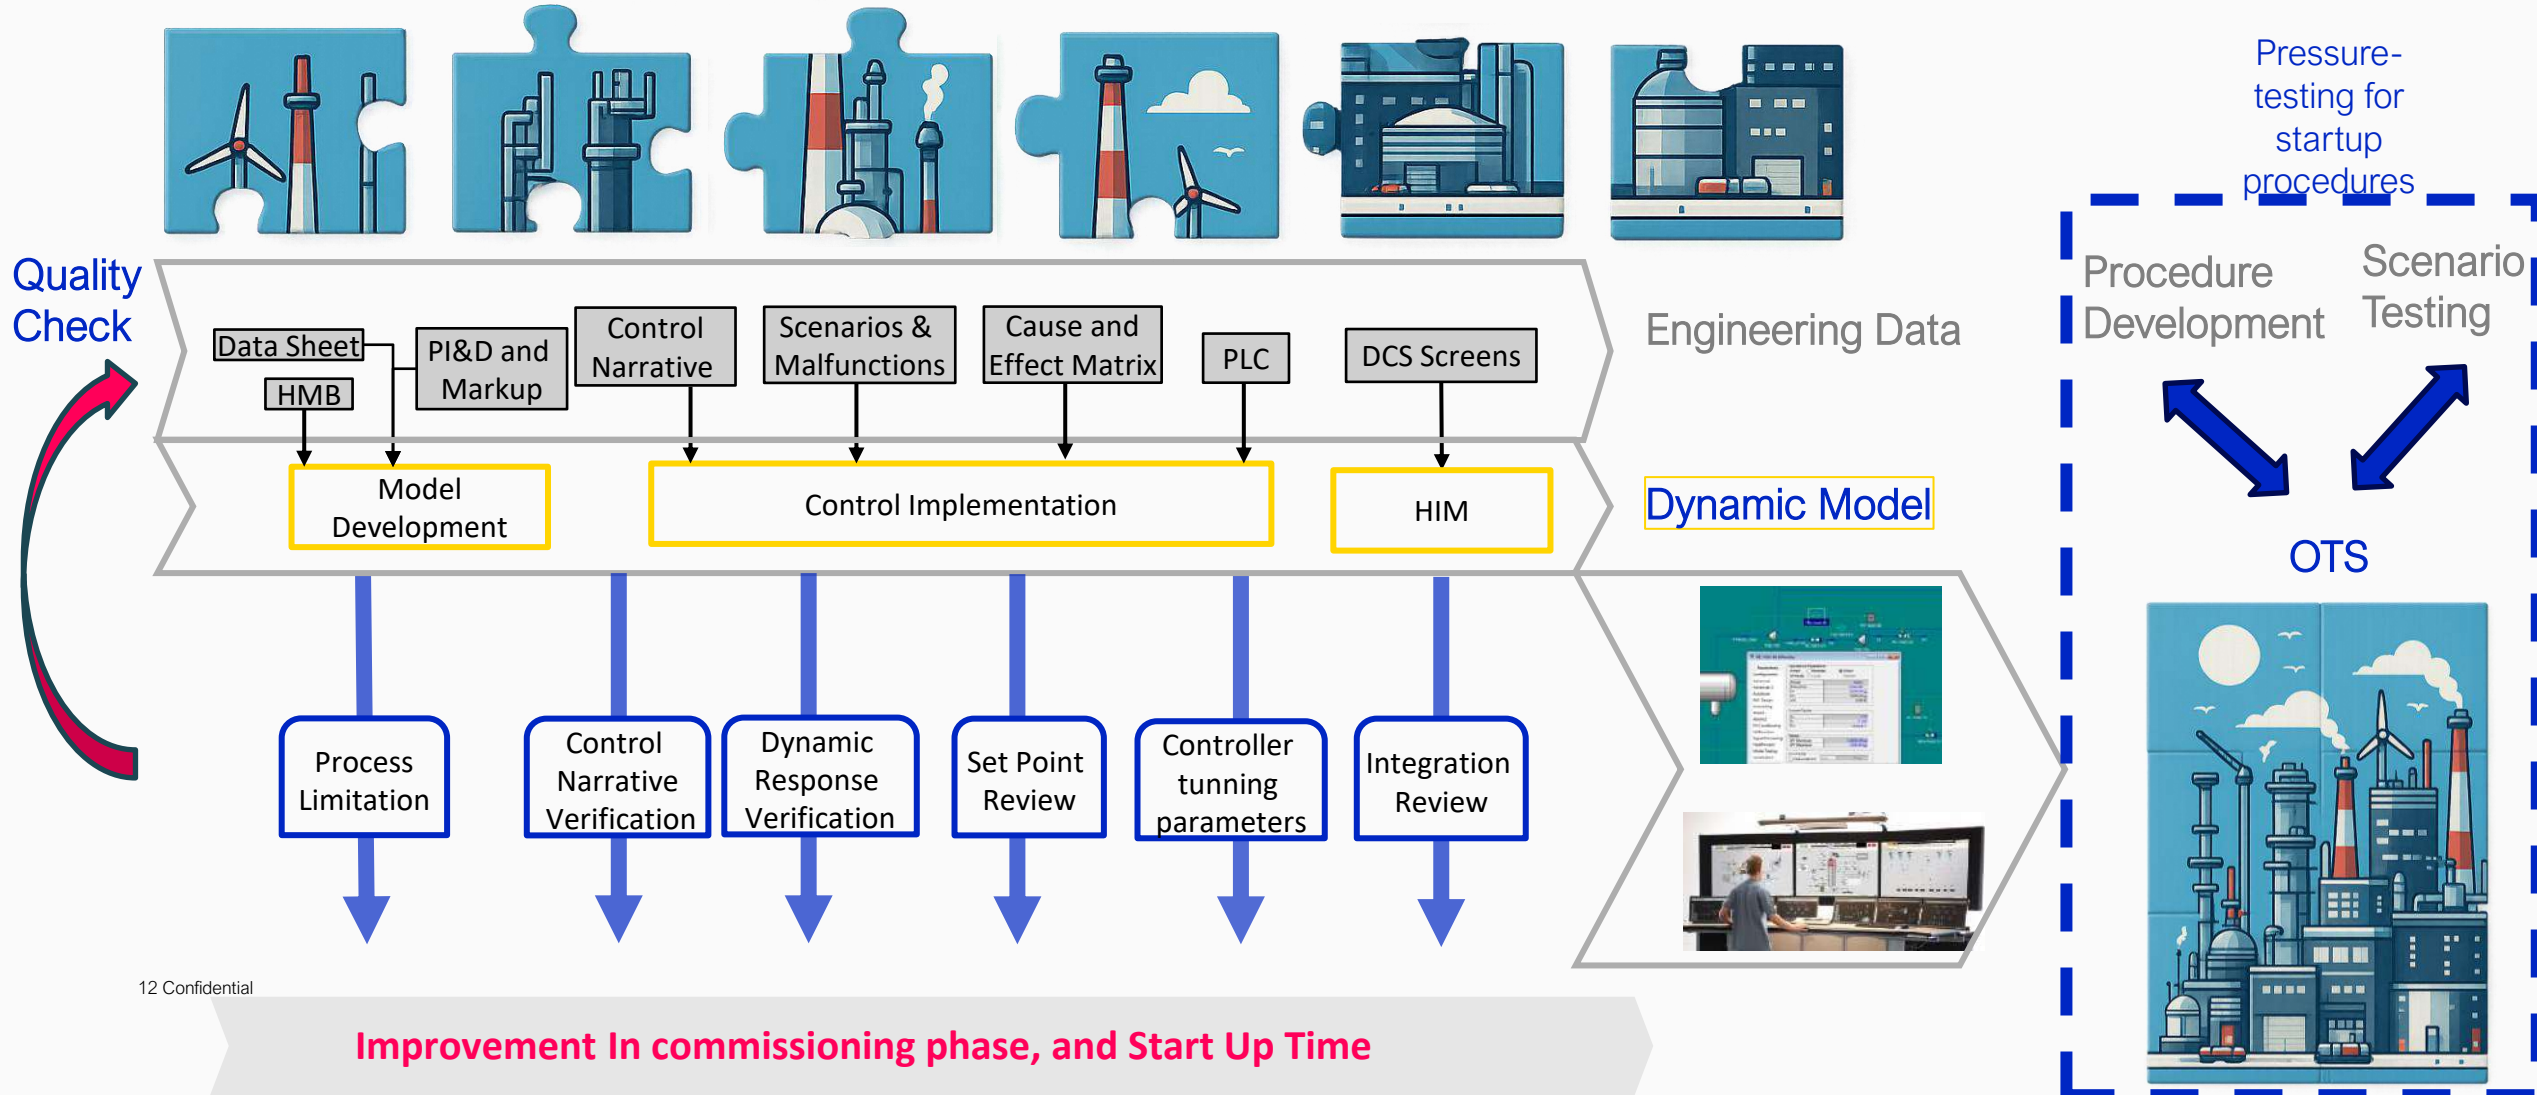 Pressure-
testing for
startup
procedures
Quality
Check
Data Sheet
HMB
PI&D and
Markup
Control
Narrative
Scenarios &
Malfunctions
Cause and
Effect Matrix
PLC
DCS Screens
Engineering Data
Procedure
Development
Scenario
Testing
Model
Development
Control Implementation
HIM
Dynamic Model
OTS
Process
Limitation
Control
Narrative
Verification
Dynamic
Response
Verification
Set Point
Review
Controller
tunning
parameters
Integration
Review
12 Confidential
Improvement In commissioning phase, and Start Up Time